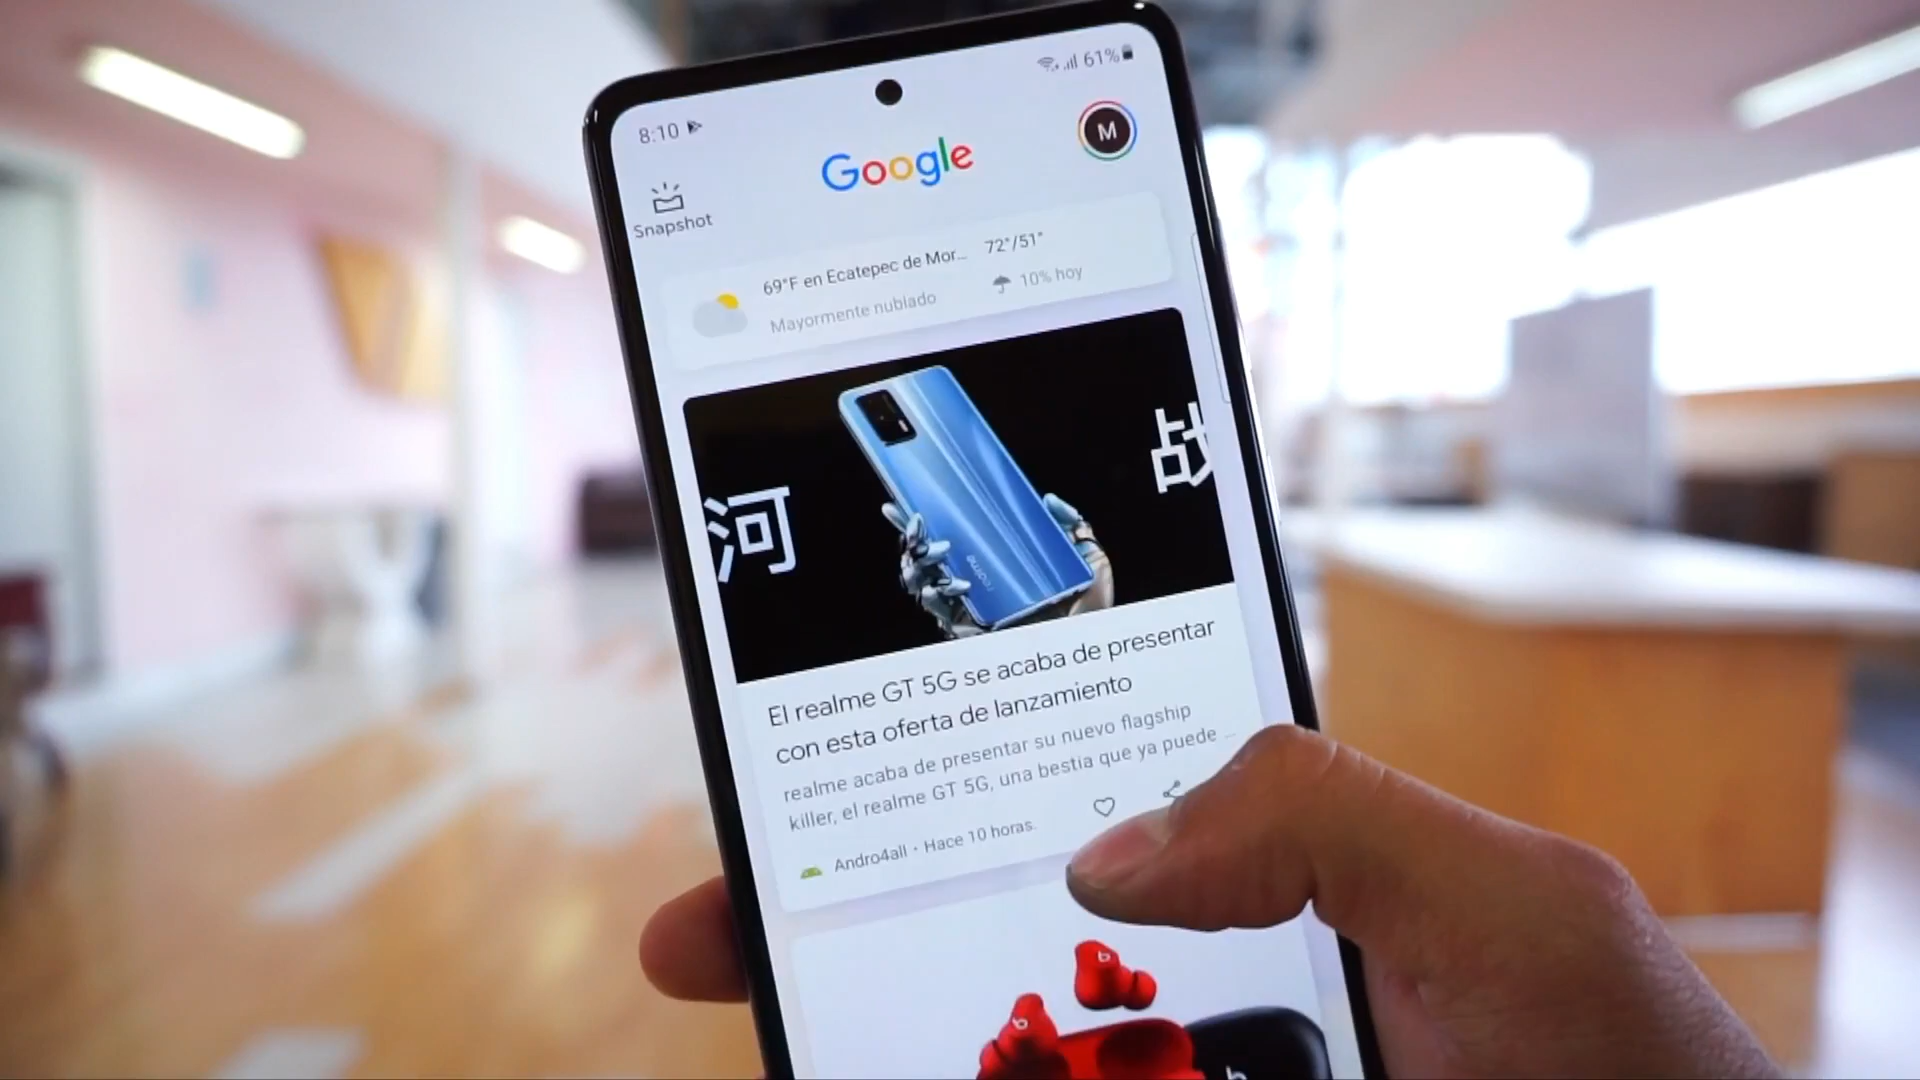 8:10
61%
Google
M
Snapshot
69°F en Ecatepec de Mor... 72°/51°
Mayormente nublado 10% hoy
河 战
realme
El realme GT 5G se acaba de presentar
con esta oferta de lanzamiento
realme acaba de presentar su nuevo flagship
killer, el realme GT 5G, una bestia que ya puede ...
Andro4all · Hace 10 horas.
b
b
b